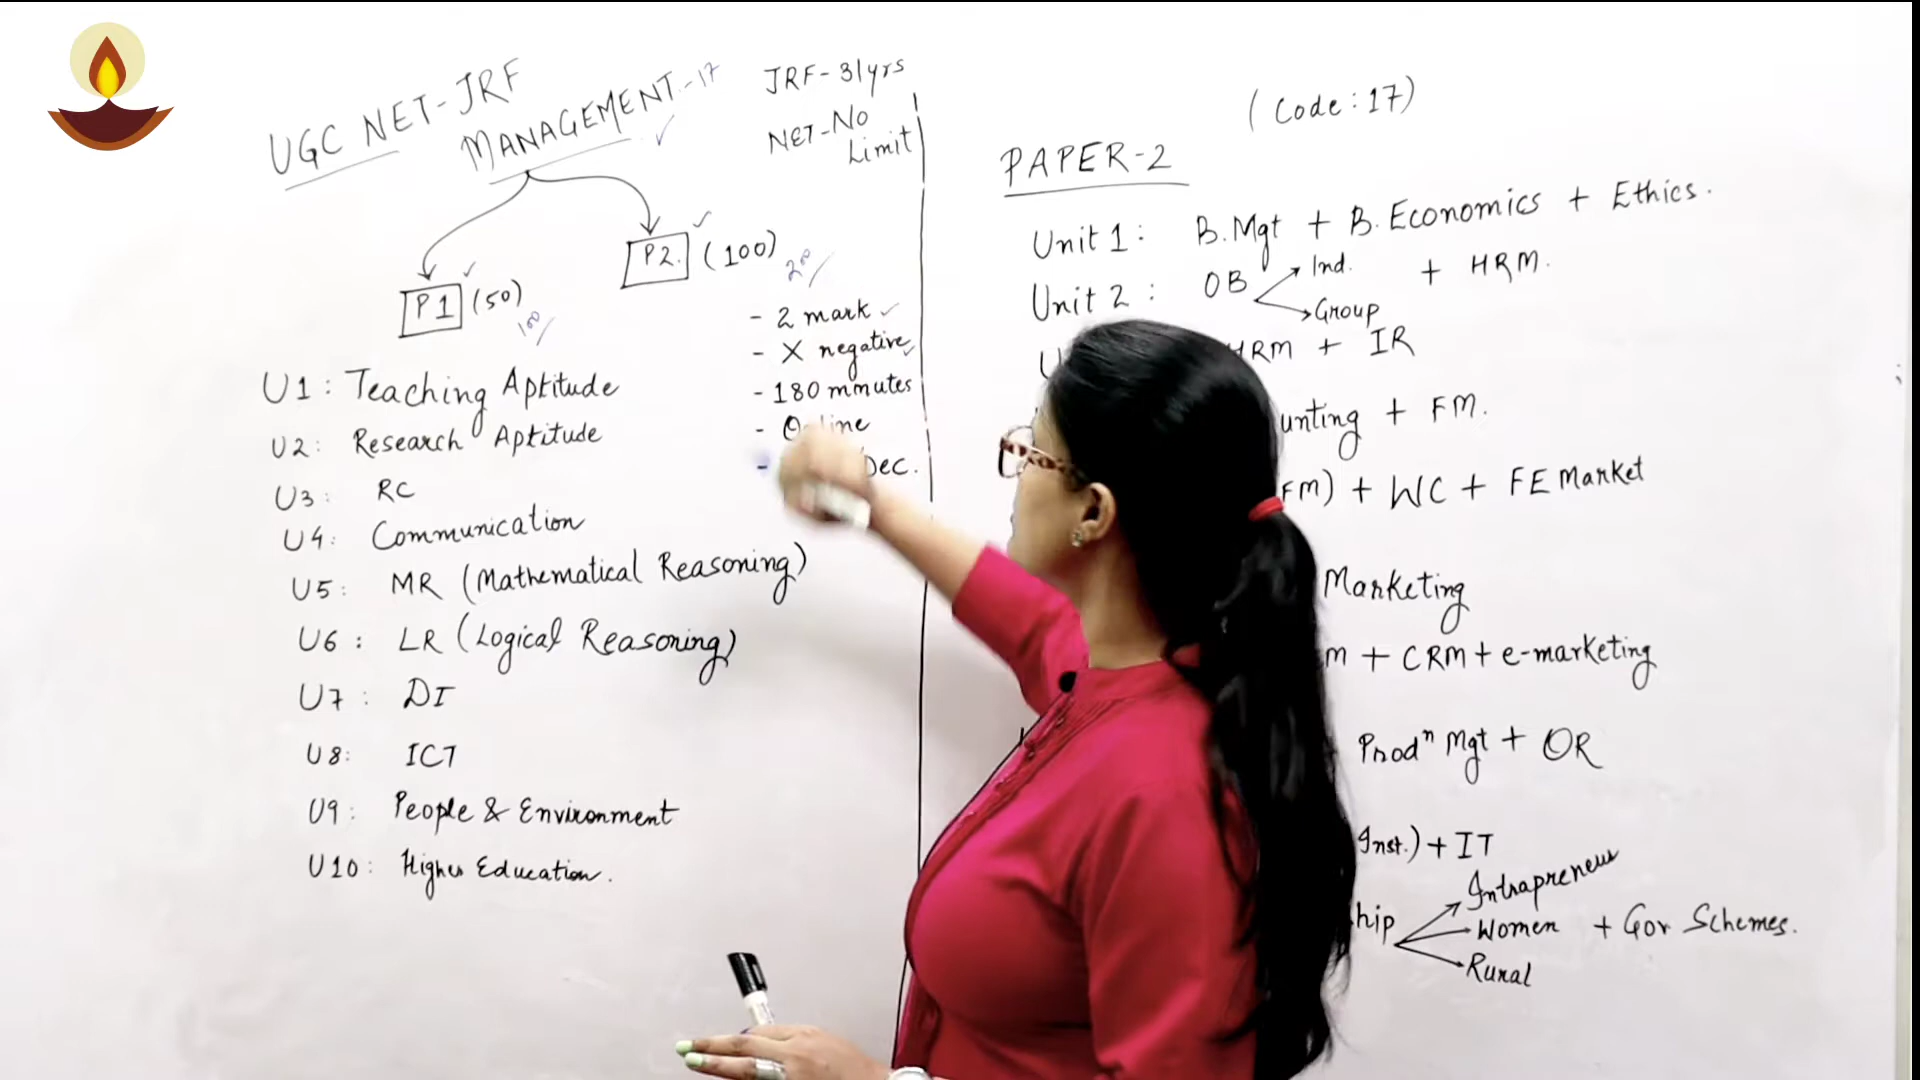 UGC NET-JRF
MANAGEMENT-17
JRF-31yrs
NET-No
Limit
P1 (50)
100/
P2. (100)
200/
- 2 mark
- X negative
- 180 minutes
-
- Dec.
U1: Teaching Aptitude
U2: Research Aptitude
U3: RC
U4: Communication
U5: MR (Mathematical Reasoning)
U6: LR (Logical Reasoning)
U7: DI
U8: ICT
U9: People & Environment
U10: Higher Education.
(Code:17)
PAPER-2
Unit 1: B.Mgt + B.Economics + Ethics.
Unit 2: OB Ind. + HRM.
Group
HRM + IR
+ FM.
FM) + WC + FE Market
Marketing
+ CRM + e-marketing
Prodⁿ Mgt + OR
Inst.) + IT
Intrapreneur
Women + Gov Schemes.
Rural